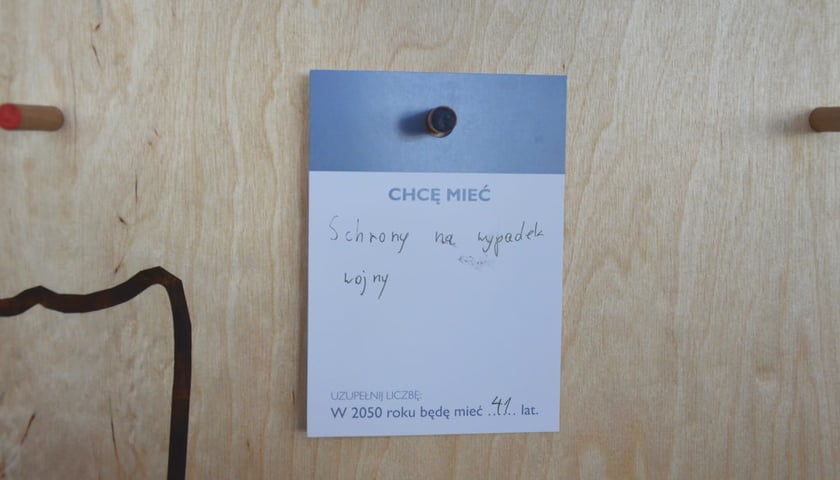 CHCĘ MIEĆ
Schrony na wypadek
wojny
UZUPEŁNIJ LICZBĘ:
W 2050 roku będę mieć ..41.. lat.